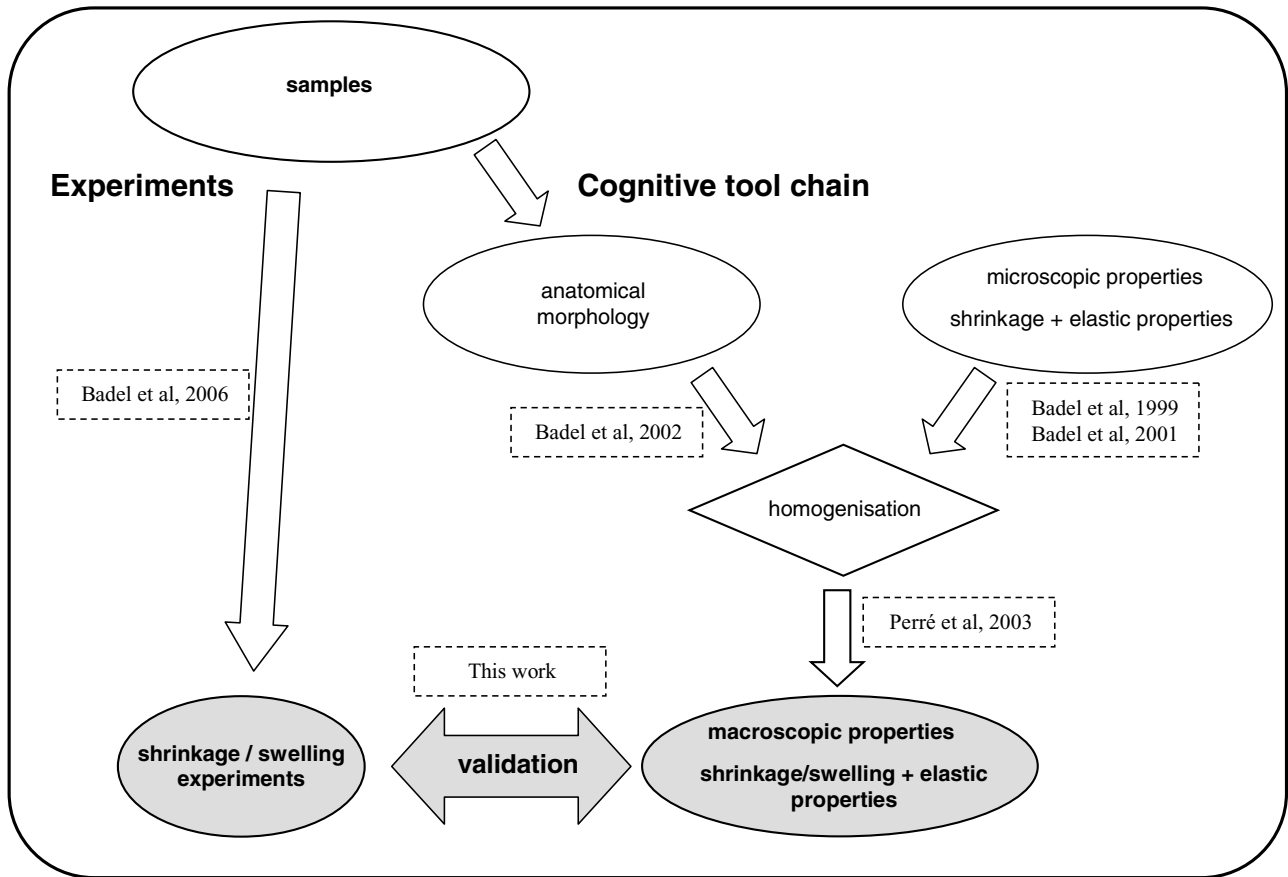 samples
Experiments
Cognitive tool chain
anatomical
morphology
microscopic properties
shrinkage + elastic properties
Badel et al, 2006
Badel et al, 2002
Badel et al, 1999
Badel et al, 2001
homogenisation
Perré et al, 2003
This work
shrinkage / swelling
experiments
validation
macroscopic properties
shrinkage/swelling + elastic
properties